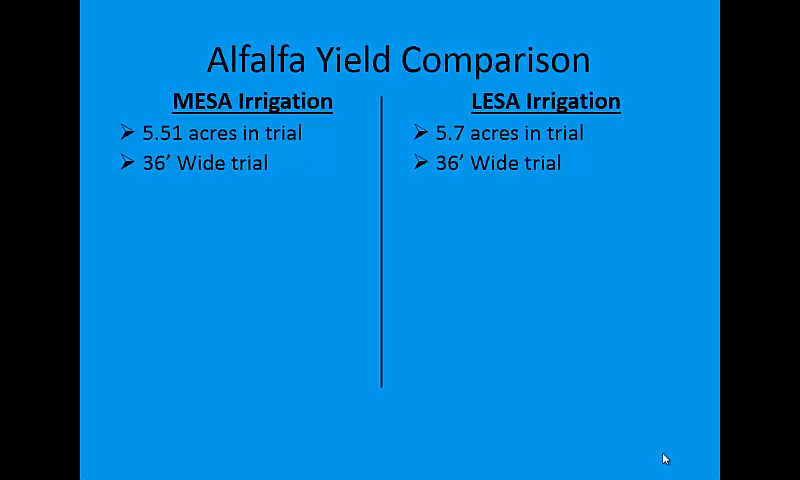 Alfalfa Yield Comparison
MESA Irrigation
➢ 5.51 acres in trial
➢ 36’ Wide trial
LESA Irrigation
➢ 5.7 acres in trial
➢ 36’ Wide trial